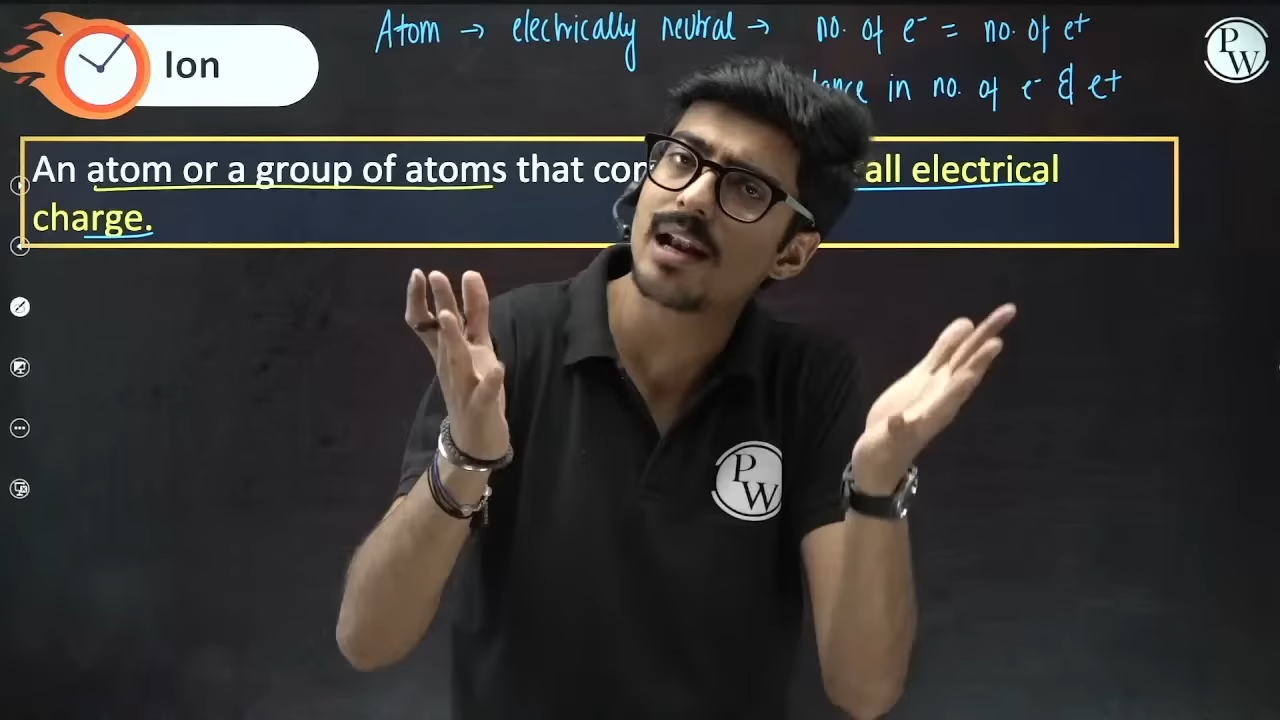 Ion
Atom → electrically neutral → no. of e⁻ = no. of e+
in no. of e⁻ & e+
PW
An atom or a group of atoms that all electrical
charge.
PW